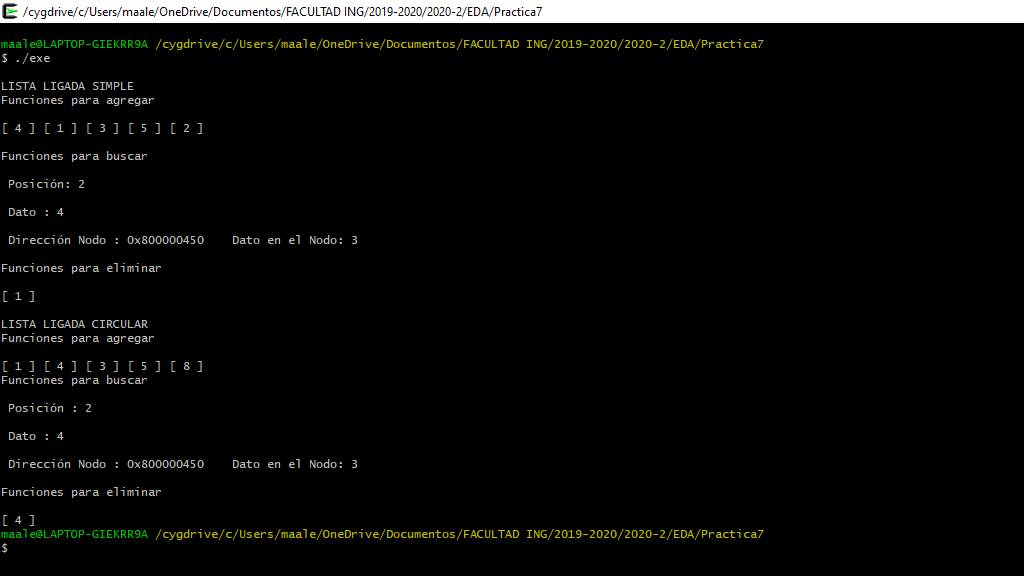 /cygdrive/c/Users/maale/OneDrive/Documentos/FACULTAD ING/2019-2020/2020-2/EDA/Practica7
maale@LAPTOP-GIEKRR9A /cygdrive/c/Users/maale/OneDrive/Documentos/FACULTAD ING/2019-2020/2020-2/EDA/Practica7
$ ./exe
LISTA LIGADA SIMPLE
Funciones para agregar
[ 4 ] [ 1 ] [ 3 ] [ 5 ] [ 2 ]
Funciones para buscar
Posición: 2
Dato : 4
Dirección Nodo : 0x800000450    Dato en el Nodo: 3
Funciones para eliminar
[ 1 ]
LISTA LIGADA CIRCULAR
Funciones para agregar
[ 1 ] [ 4 ] [ 3 ] [ 5 ] [ 8 ]
Funciones para buscar
Posición : 2
Dato : 4
Dirección Nodo : 0x800000450    Dato en el Nodo: 3
Funciones para eliminar
[ 4 ]
maale@LAPTOP-GIEKRR9A /cygdrive/c/Users/maale/OneDrive/Documentos/FACULTAD ING/2019-2020/2020-2/EDA/Practica7
$